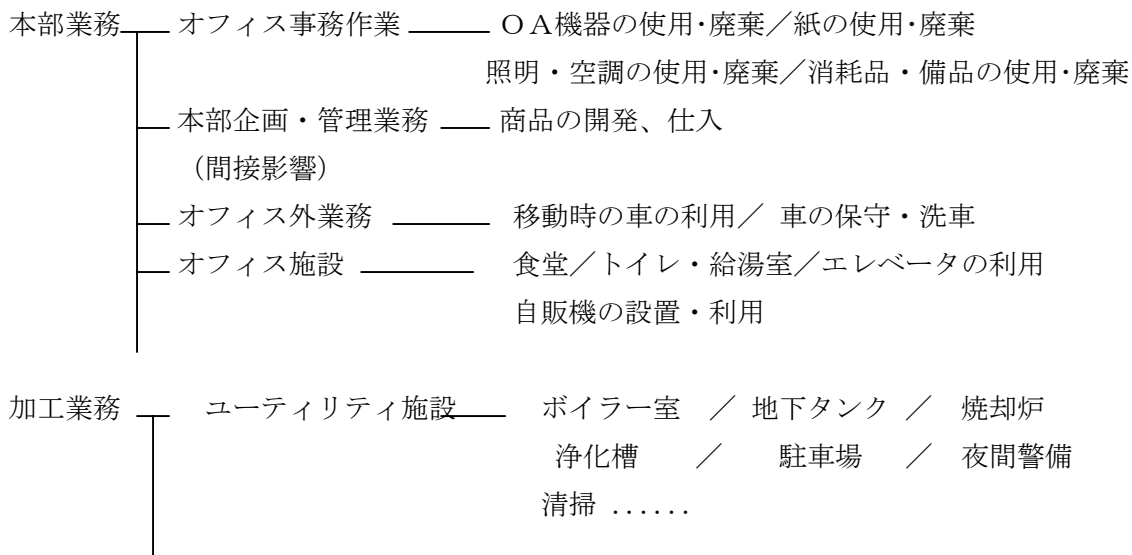 本部業務 オフィス事務作業 ＯＡ機器の使用･廃棄／紙の使用･廃棄
照明・空調の使用･廃棄／消耗品・備品の使用･廃棄
本部企画・管理業務 商品の開発、仕入
（間接影響）
オフィス外業務 移動時の車の利用／ 車の保守・洗車
オフィス施設 食堂／トイレ・給湯室／エレベータの利用
自販機の設置・利用
加工業務 ユーティリティ施設 ボイラー室 ／ 地下タンク ／ 焼却炉
浄化槽 ／ 駐車場 ／ 夜間警備
清掃 ......